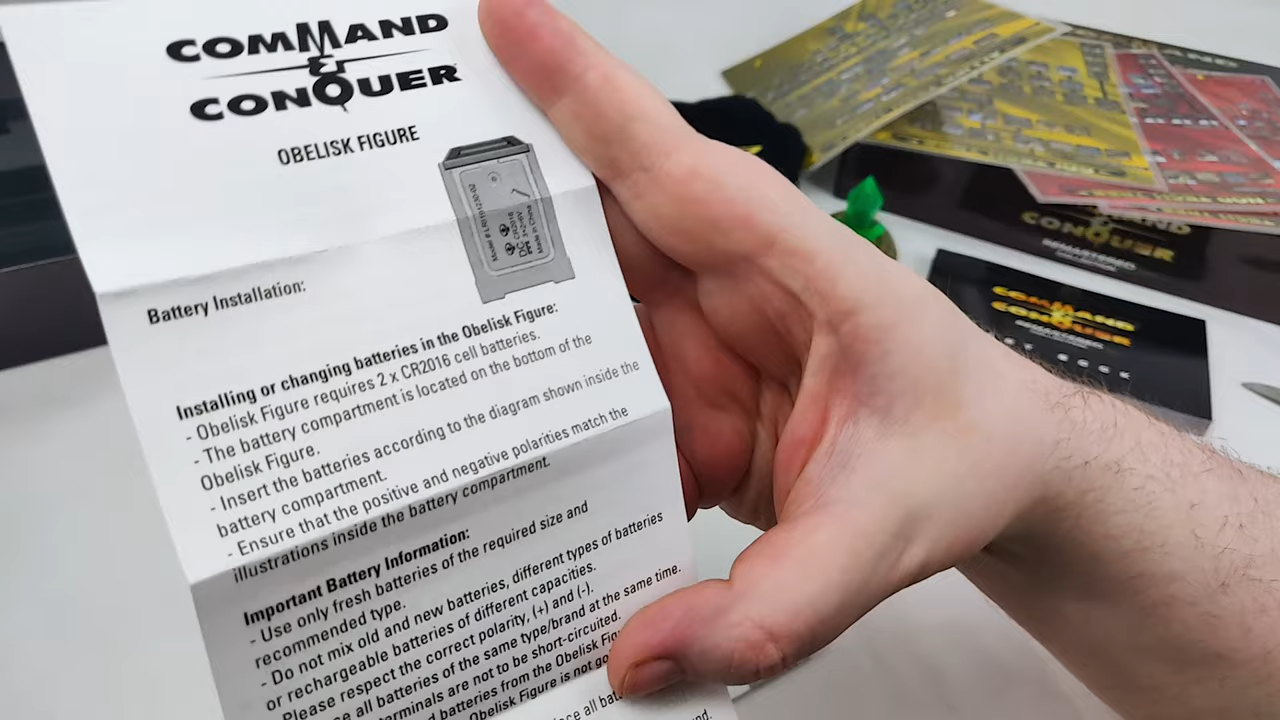 COMMAND
&
CONQUER
OBELISK FIGURE
CR2016
Made in China
Battery Installation:
Installing or changing batteries in the Obelisk Figure:
- Obelisk Figure requires 2 x CR2016 cell batteries.
- The battery compartment is located on the bottom of the
Obelisk Figure.
- Insert the batteries according to the diagram shown inside the
battery compartment.
- Ensure that the positive and negative polarities match the
illustrations inside the battery compartment.
Important Battery Information:
- Use only fresh batteries of the required size and
recommended type.
- Do not mix old and new batteries, different types of batteries
or rechargeable batteries of different capacities.
Please respect the correct polarity, (+) and (-).
all batteries of the same type/brand at the same time.
terminals are not to be short-circuited.
batteries from the Obelisk
Obelisk Figure is not
all
COMMAND
CONQUER
REMASTERED
COMMAND
&
CONQUER
REMASTERED